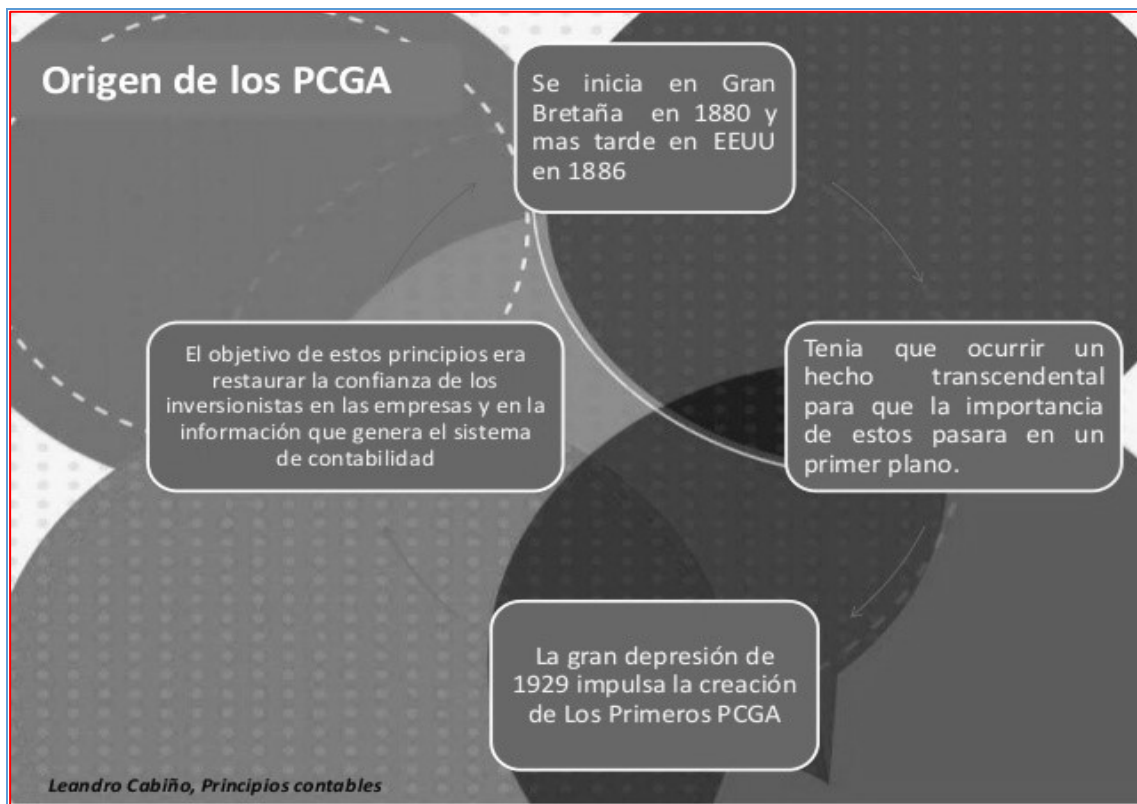 Origen de los PCGA
Se inicia en Gran
Bretaña en 1880 y
mas tarde en EEUU
en 1886
Tenia que ocurrir un
hecho transcendental
para que la importancia
de estos pasara en un
primer plano.
La gran depresión de
1929 impulsa la creación
de Los Primeros PCGA
El objetivo de estos principios era
restaurar la confianza de los
inversionistas en las empresas y en la
información que genera el sistema
de contabilidad
Leandro Cabiño, Principios contables